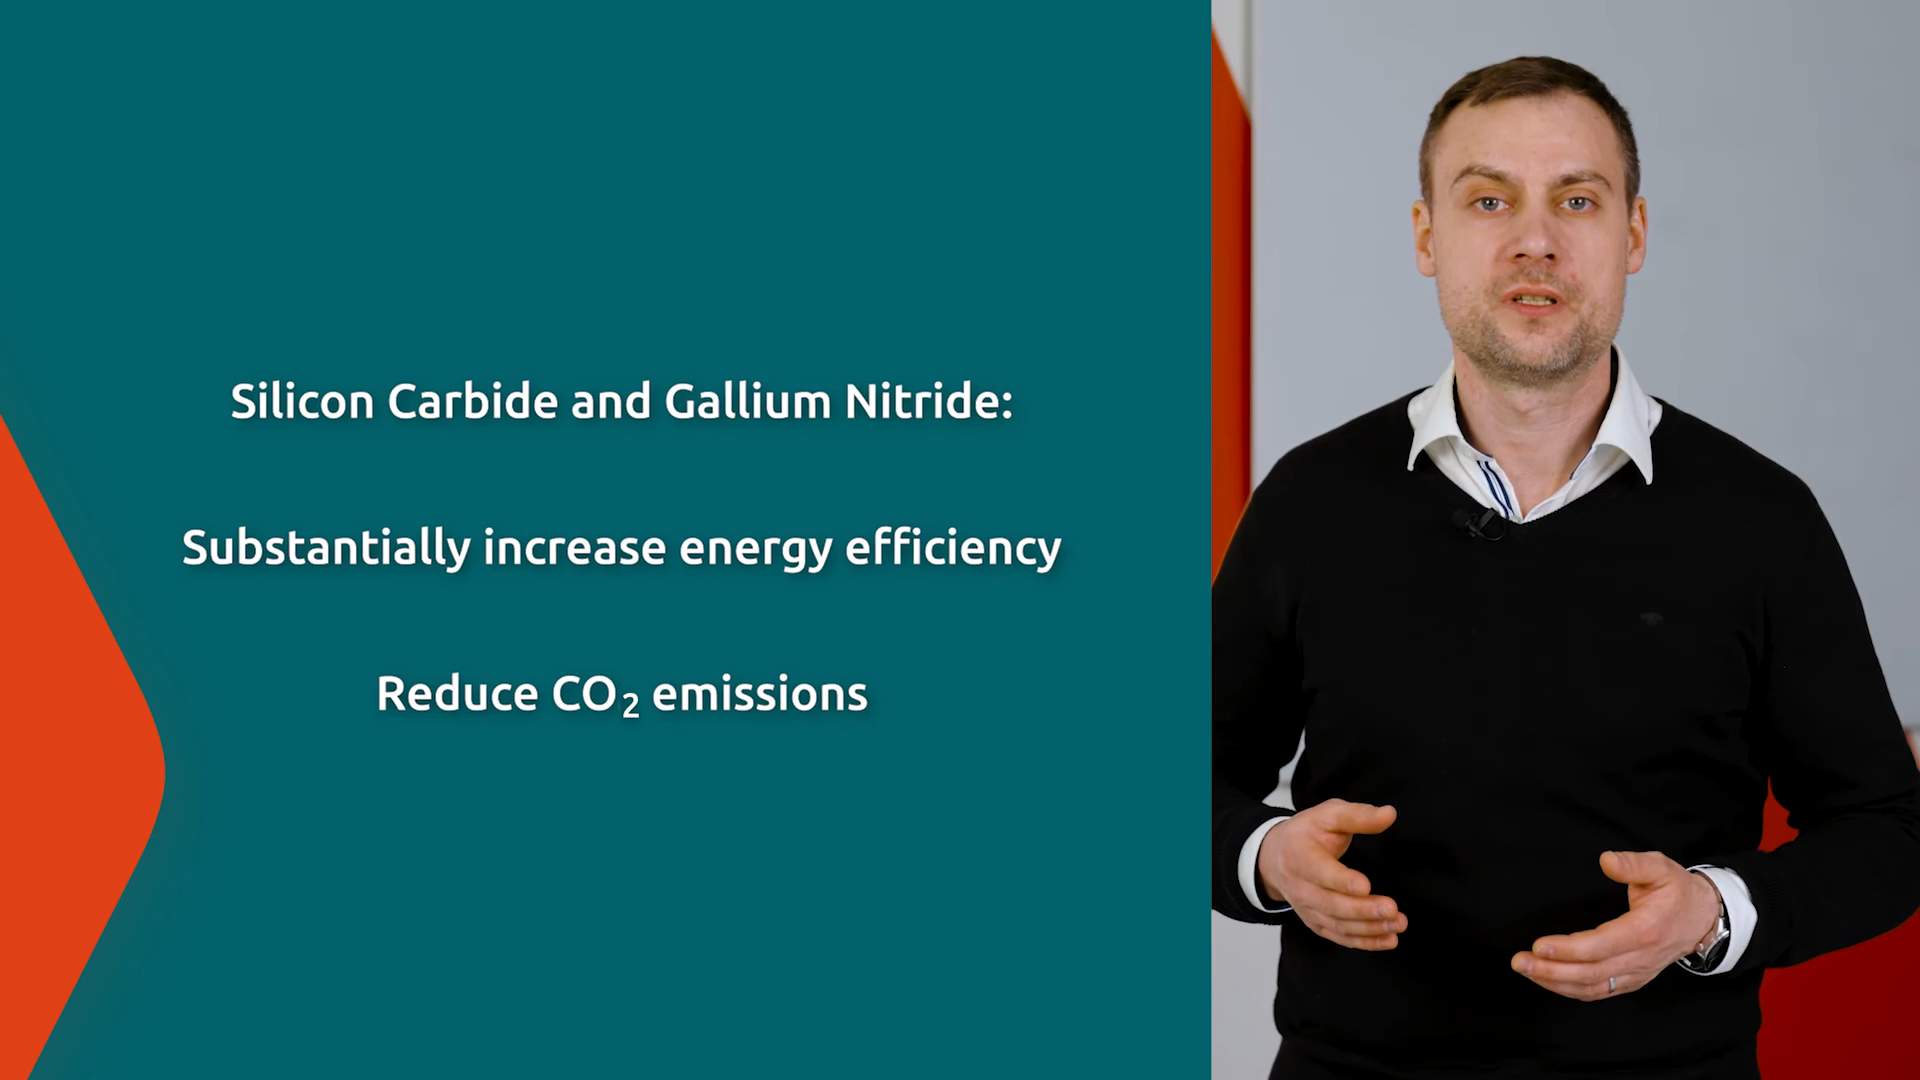 Silicon Carbide and Gallium Nitride:
Substantially increase energy efficiency
Reduce CO₂ emissions